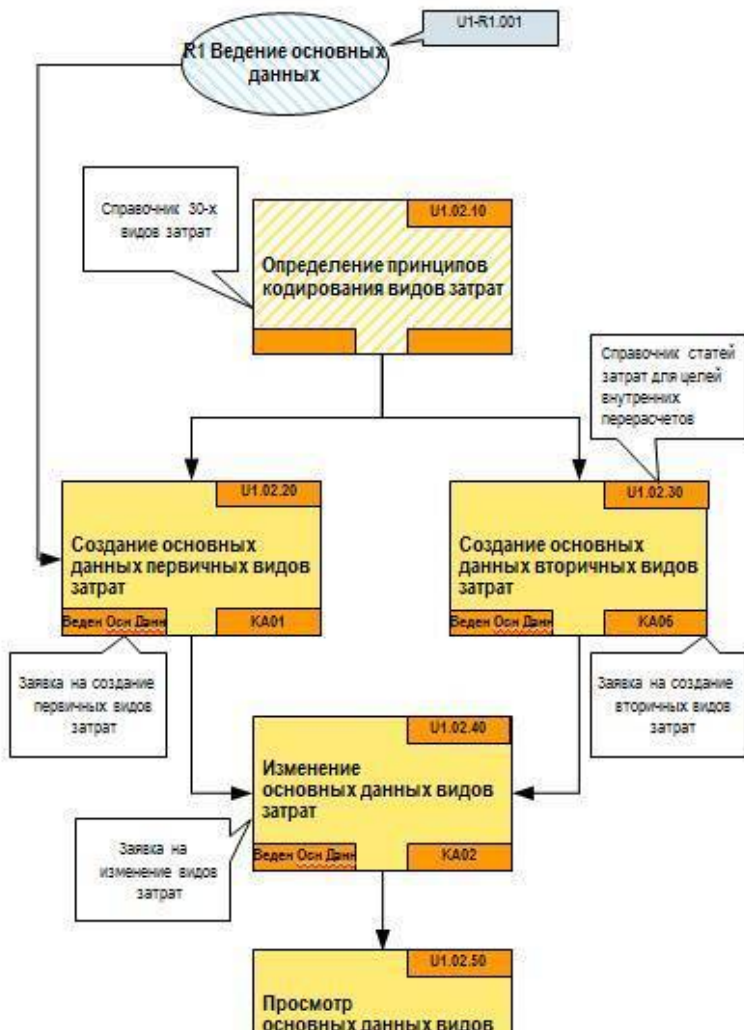 U1-R1.001
R1 Ведение основных
данных
Справочник 30-х
видов затрат
U1.02.10
Определение принципов
кодирования видов затрат
Справочник статей
затрат для целей
внутренних
перерасчетов
U1.02.20
Создание основных
данных первичных видов
затрат
Веден Осн Данн
KA01
U1.02.30
Создание основных
данных вторичных видов
затрат
Веден Осн Данн
KA06
Заявка на создание
первичных видов
затрат
Заявка на создание
вторичных видов
затрат
U1.02.40
Изменение
основных данных видов
затрат
Веден Осн Данн
KA02
Заявка на
изменение видов
затрат
U1.02.50
Просмотр
основных данных видов